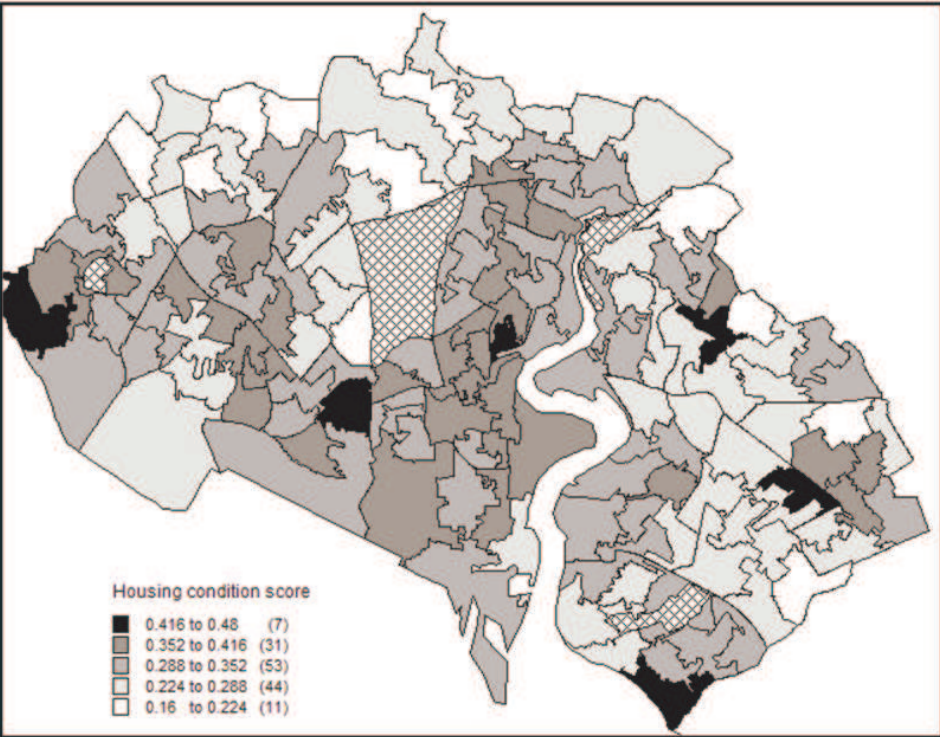 Housing condition score
0.416 to 0.48 (7)
0.352 to 0.416 (31)
0.288 to 0.352 (53)
0.224 to 0.288 (44)
0.16 to 0.224 (11)